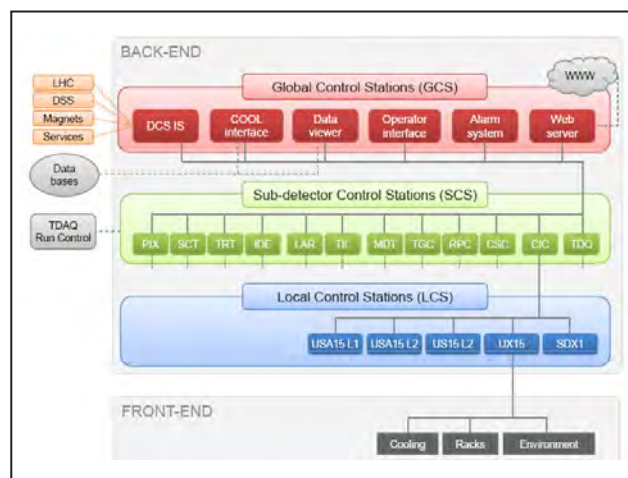 BACK-END
WWW
LHC
DSS
Magnets
Services
Global Control Stations (GCS)
DCS IS
COOL
interface
Data
viewer
Operator
interface
Alarm
system
Web
server
Data
bases
Sub-detector Control Stations (SCS)
TDAQ
Run Control
PIX
SCT
TRT
IDE
LAR
TIL
MDT
TGC
RPC
CSC
CIC
TDQ
Local Control Stations (LCS)
USA15 L1
USA15 L2
US15 L2
UX15
SDX1
FRONT-END
Cooling
Racks
Environment